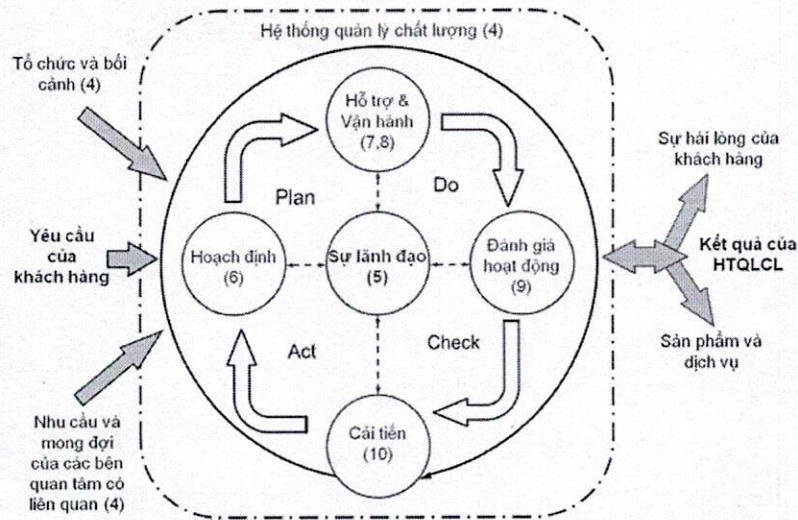 Hệ thống quản lý chất lượng (4)
Tổ chức và bối
cảnh (4)
Hỗ trợ &
Vận hành
(7,8)
Sự hài lòng của
khách hàng
Plan
Do
Yêu cầu
của
khách hàng
Hoạch định
(6)
Sự lãnh đạo
(5)
Đánh giá
hoạt động
(9)
Kết quả của
HTQLCL
Act
Check
Sản phẩm và
dịch vụ
Cải tiến
(10)
Nhu cầu và
mong đợi
của các bên
quan tâm có
liên quan (4)